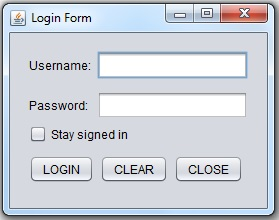 Login Form
Username:
Password:
Stay signed in
LOGIN CLEAR CLOSE